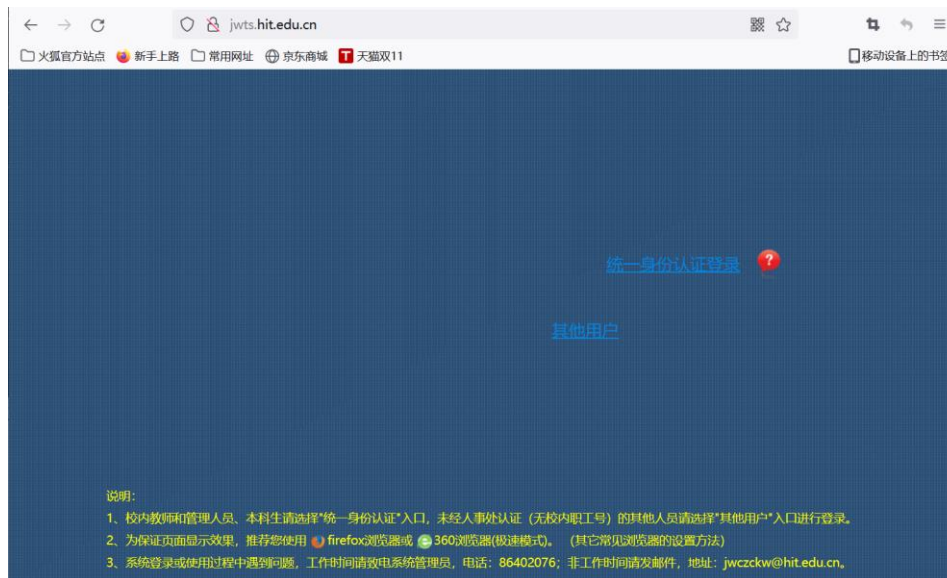 jwts.hit.edu.cn
火狐官方站点 新手上路 常用网址 京东商城 T 天猫双11 移动设备上的书签
统一身份认证登录 ?
其他用户
说明:
1、校内教师和管理人员、本科生请选择"统一身份认证"入口，未经人事处认证（无校内职工号）的其他人员请选择"其他用户"入口进行登录。
2、为保证页面显示效果，推荐您使用 firefox浏览器或 360浏览器(极速模式)。（其它常见浏览器的设置方法）
3、系统登录或使用过程中遇到问题，工作时间请致电系统管理员，电话：86402076；非工作时间请发邮件，地址：jwczckw@hit.edu.cn。